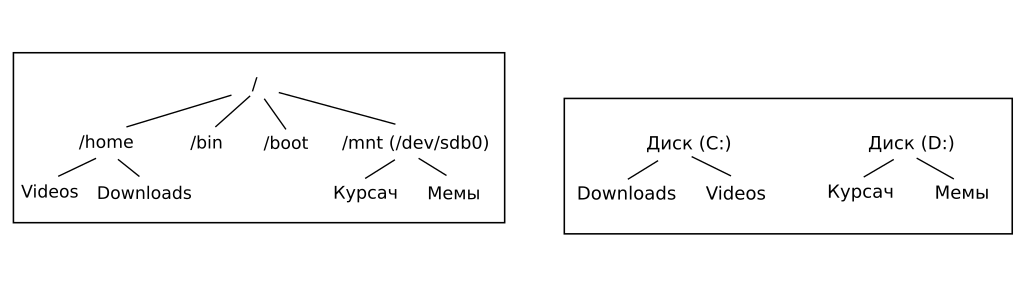 /
/home /bin /boot /mnt (/dev/sdb0)
Videos Downloads Курсач Мемы
Диск (C:) Диск (D:)
Downloads Videos Курсач Мемы